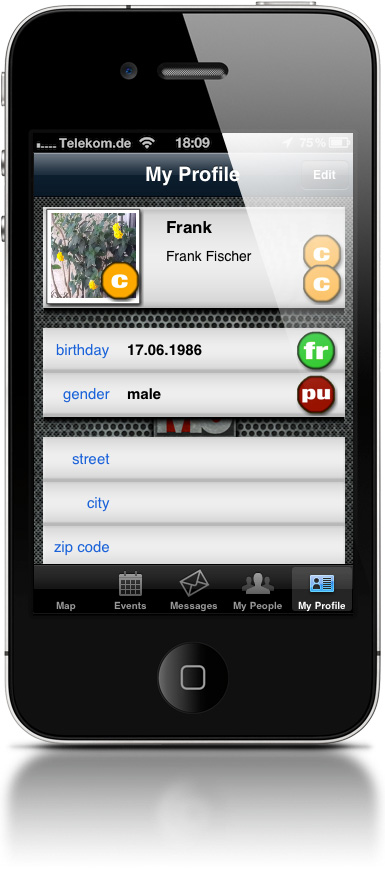 Telekom.de 18:09 75%
My Profile Edit
Frank
Frank Fischer
c
c
c
birthday 17.06.1986 fr
gender male pu
street
city
zip code
Map Events Messages My People My Profile